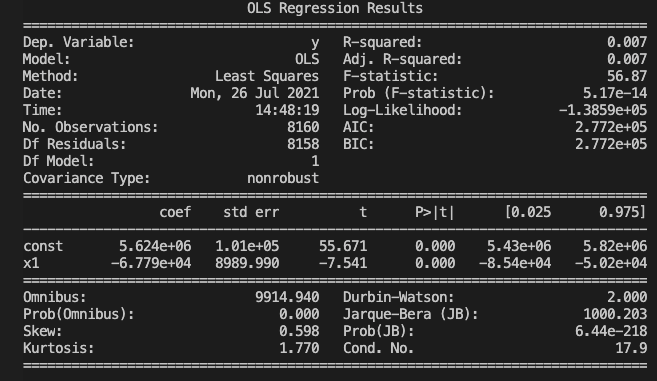 OLS Regression Results
==============================================================================
Dep. Variable: y R-squared: 0.007
Model: OLS Adj. R-squared: 0.007
Method: Least Squares F-statistic: 56.87
Date: Mon, 26 Jul 2021 Prob (F-statistic): 5.17e-14
Time: 14:48:19 Log-Likelihood: -1.3859e+05
No. Observations: 8160 AIC: 2.772e+05
Df Residuals: 8158 BIC: 2.772e+05
Df Model: 1
Covariance Type: nonrobust
==============================================================================
coef std err t P>|t| [0.025 0.975]
------------------------------------------------------------------------------
const 5.624e+06 1.01e+05 55.671 0.000 5.43e+06 5.82e+06
x1 -6.779e+04 8989.990 -7.541 0.000 -8.54e+04 -5.02e+04
==============================================================================
Omnibus: 9914.940 Durbin-Watson: 2.000
Prob(Omnibus): 0.000 Jarque-Bera (JB): 1000.203
Skew: 0.598 Prob(JB): 6.44e-218
Kurtosis: 1.770 Cond. No. 17.9
==============================================================================